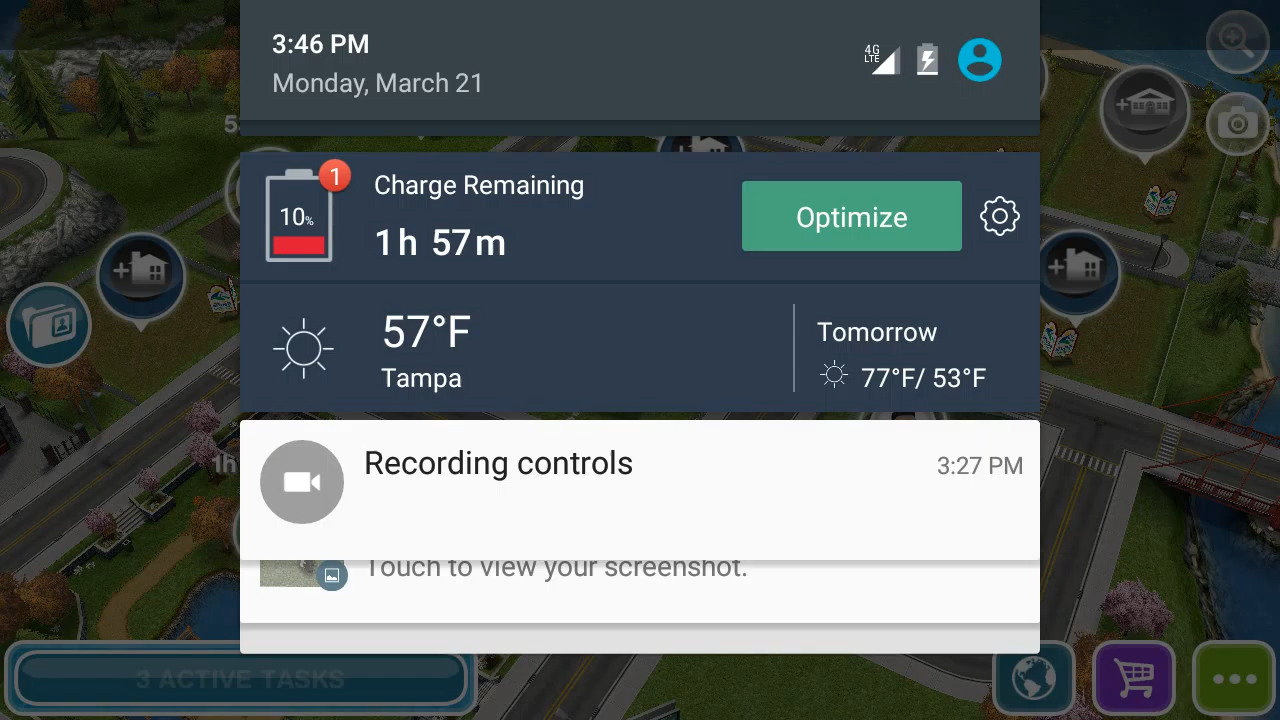 3:46 PM
4G
LTE
Monday, March 21
1
Charge Remaining
10%
1h 57m
Optimize
57°F
Tampa
Tomorrow
77°F/ 53°F
Recording controls
3:27 PM
Touch to view your screenshot.
1h
3 ACTIVE TASKS